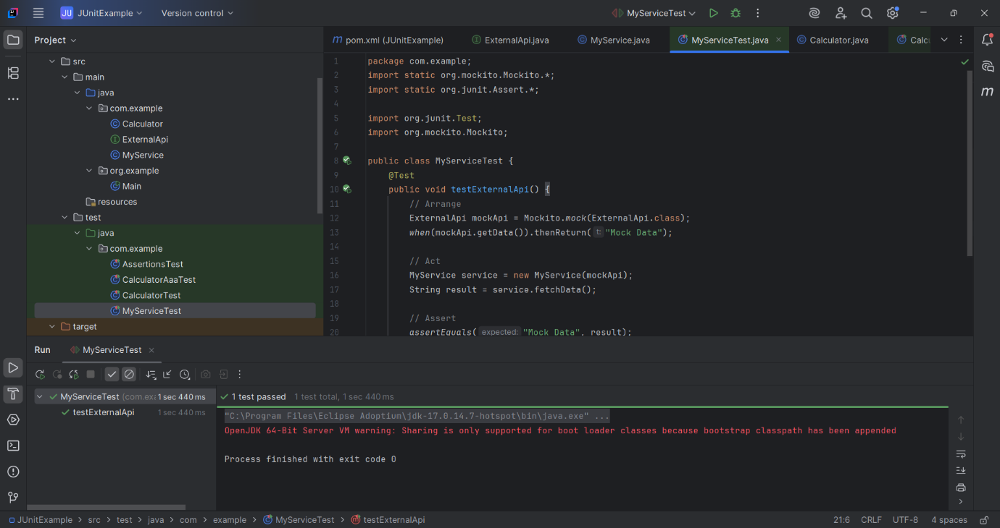 JU JUnitExample Version control MyServiceTest
Project
pom.xml (JUnitExample) ExternalApi.java MyService.java MyServiceTest.java Calculator.java Calcu
src
main
java
com.example
Calculator
ExternalApi
MyService
org.example
Main
resources
test
java
com.example
AssertionsTest
CalculatorAaaTest
CalculatorTest
MyServiceTest
target
1 package com.example;
2 import static org.mockito.Mockito.*;
3 import static org.junit.Assert.*;
4
5 import org.junit.Test;
6 import org.mockito.Mockito;
7
8 public class MyServiceTest {
9 @Test
10 public void testExternalApi() {
11 // Arrange
12 ExternalApi mockApi = Mockito.mock(ExternalApi.class);
13 when(mockApi.getData()).thenReturn( t: "Mock Data");
14
15 // Act
16 MyService service = new MyService(mockApi);
17 String result = service.fetchData();
18
19 // Assert
20 assertEquals( expected: "Mock Data", result);
Run MyServiceTest
MyServiceTest (com.exa 1 sec 440 ms
testExternalApi 1 sec 440 ms
1 test passed 1 test total, 1 sec 440 ms
"C:\Program Files\Eclipse Adoptium\jdk-17.0.14.7-hotspot\bin\java.exe" ...
OpenJDK 64-Bit Server VM warning: Sharing is only supported for boot loader classes because bootstrap classpath has been appended
Process finished with exit code 0
JUnitExample > src > test > java > com > example > MyServiceTest > testExternalApi 21:6 CRLF UTF-8 4 spaces